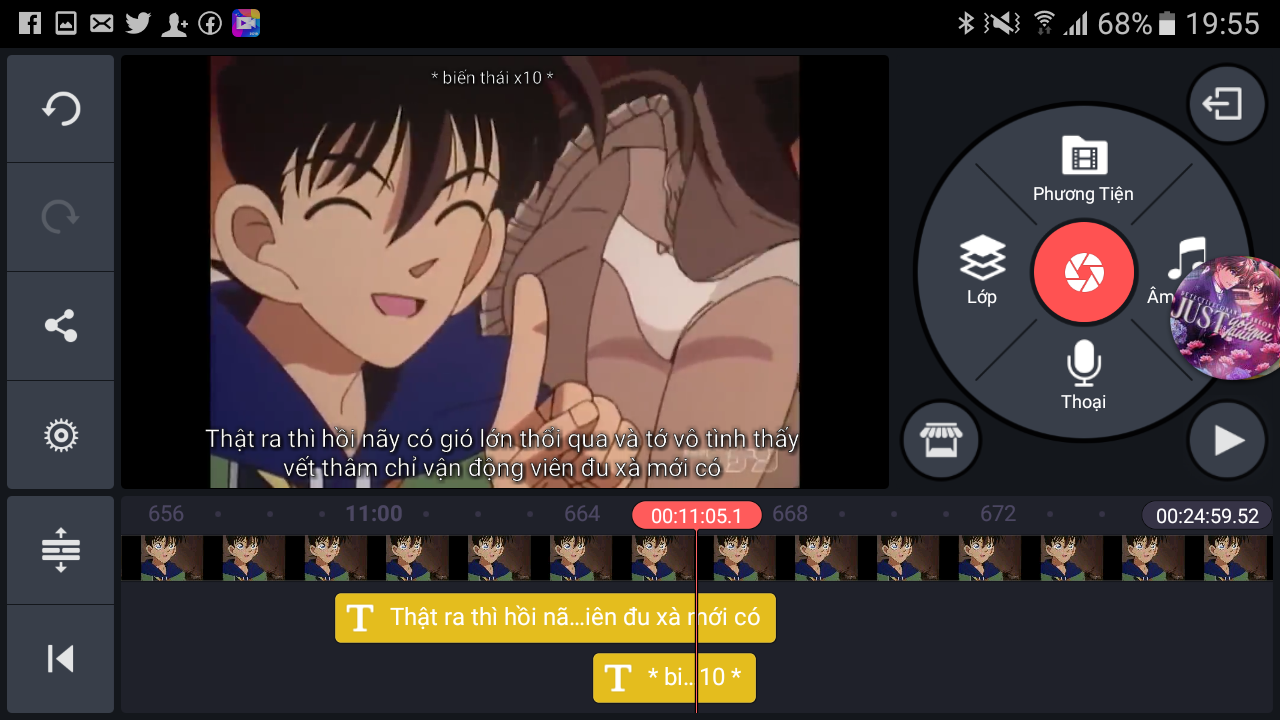 68% 19:55
* biến thái x10 *
Thật ra thì hồi nãy có gió lớn thổi qua và tớ vô tình thấy
vết thâm chỉ vận động viên đu xà mới có
Phương Tiện
Lớp
Âm
JUST
Thoại
656 11:00 664 00:11:05.1 668 672 00:24:59.52
T Thật ra thì hồi nã...iên đu xà mới có
T * bi.. 10 *